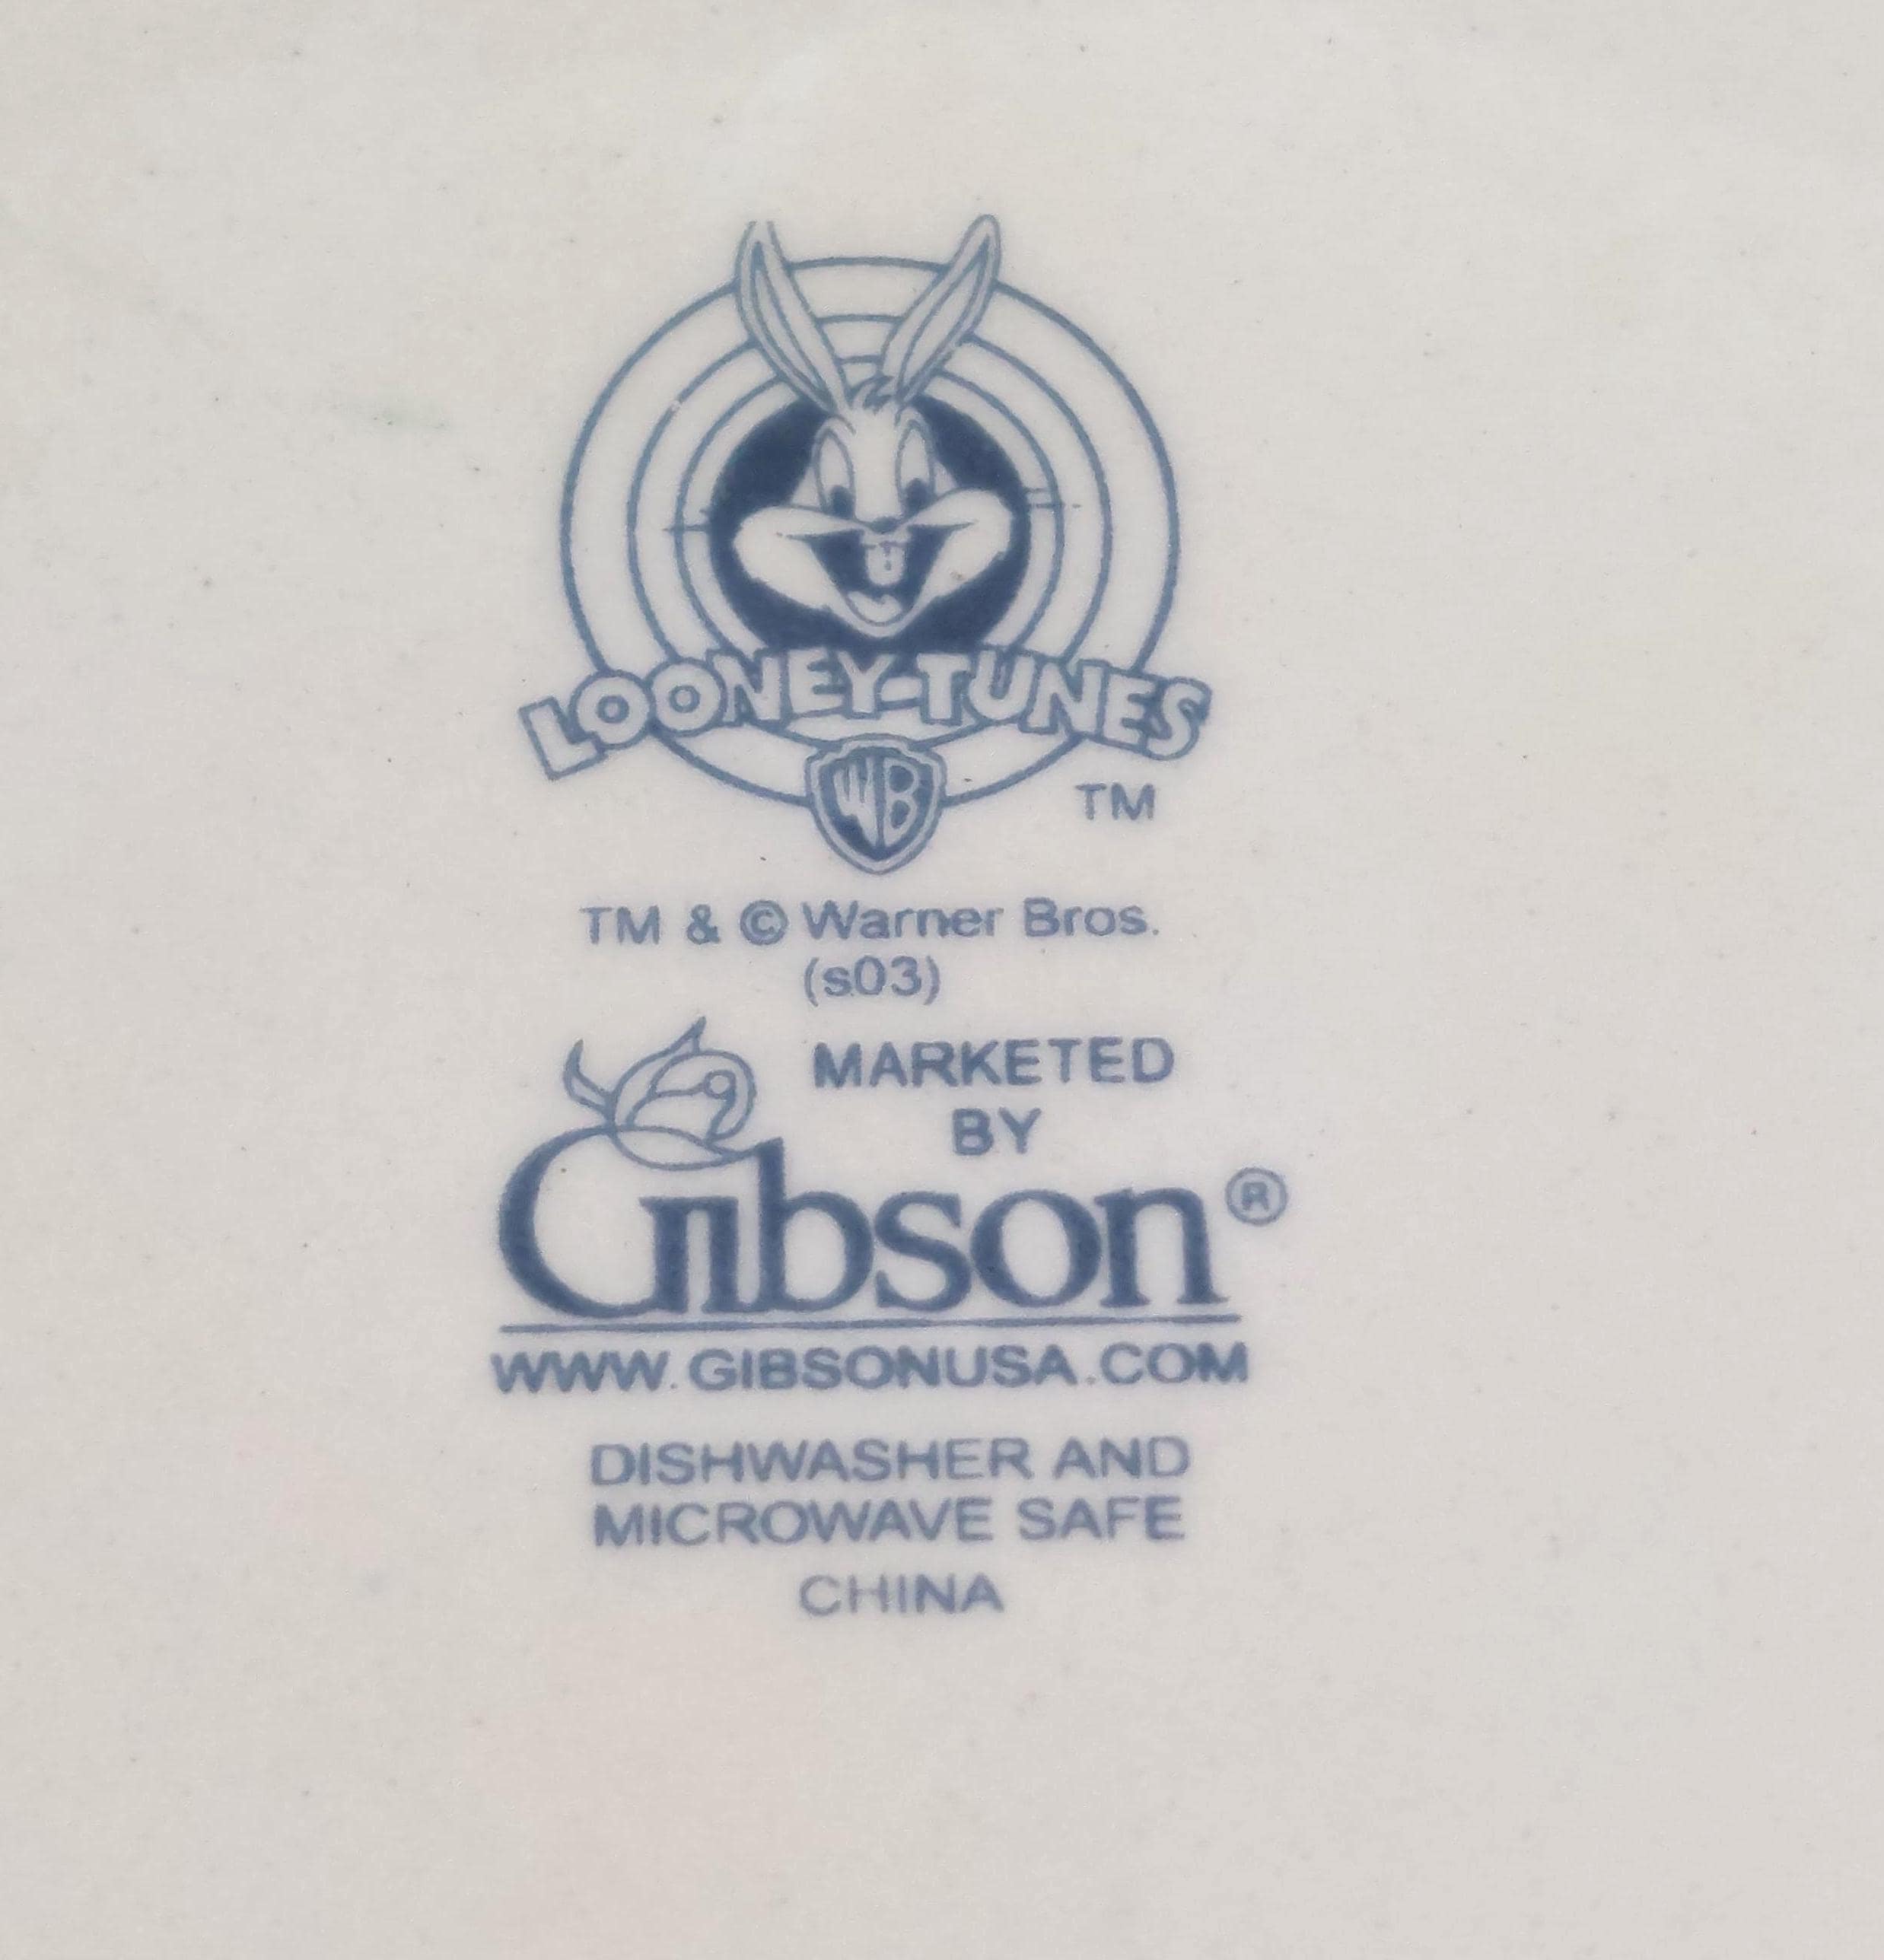 LOONEY-TUNES
WB
TM
TM & © Warner Bros.
(s03)
MARKETED
BY
Gibson®
WWW.GIBSONUSA.COM
DISHWASHER AND
MICROWAVE SAFE
CHINA